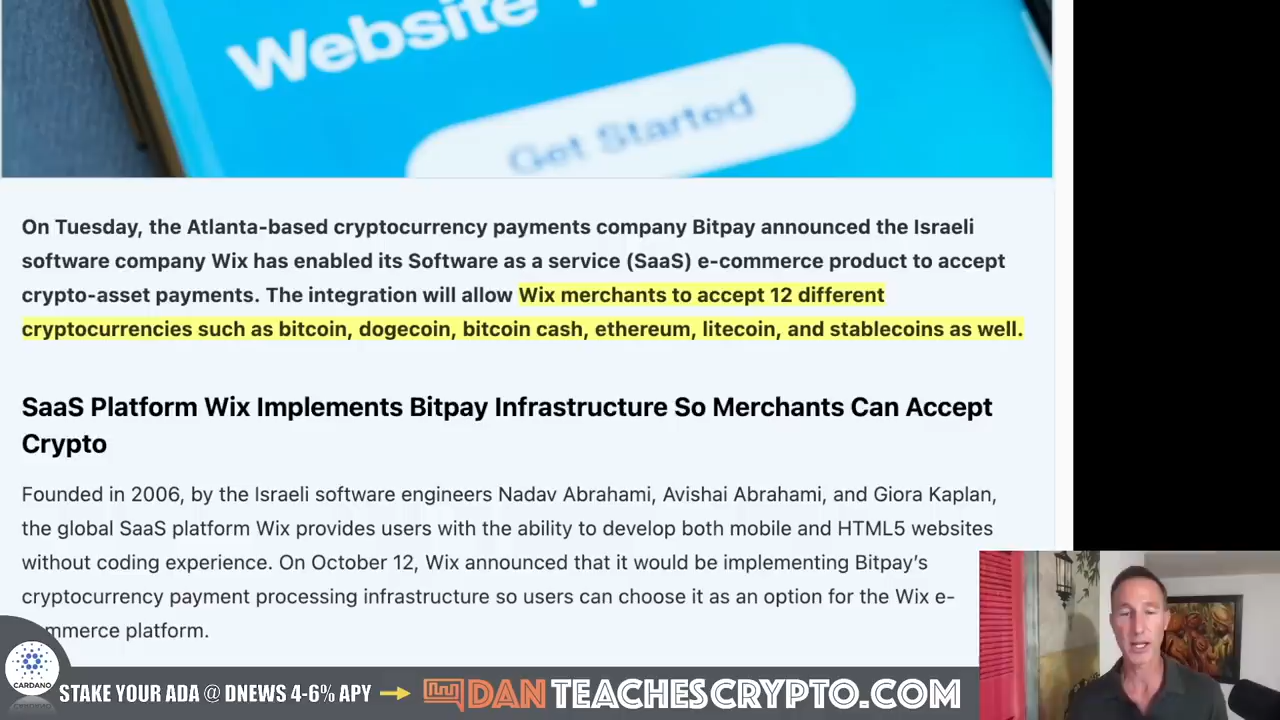 Website
Get Started
On Tuesday, the Atlanta-based cryptocurrency payments company Bitpay announced the Israeli
software company Wix has enabled its Software as a service (SaaS) e-commerce product to accept
crypto-asset payments. The integration will allow Wix merchants to accept 12 different
cryptocurrencies such as bitcoin, dogecoin, bitcoin cash, ethereum, litecoin, and stablecoins as well.
SaaS Platform Wix Implements Bitpay Infrastructure So Merchants Can Accept
Crypto
Founded in 2006, by the Israeli software engineers Nadav Abrahami, Avishai Abrahami, and Giora Kaplan,
the global SaaS platform Wix provides users with the ability to develop both mobile and HTML5 websites
without coding experience. On October 12, Wix announced that it would be implementing Bitpay’s
cryptocurrency payment processing infrastructure so users can choose it as an option for the Wix e-
mmerce platform.
CARDANO
STAKE YOUR ADA @ DNEWS 4-6% APY
DANTEACHESCRYPTO.COM